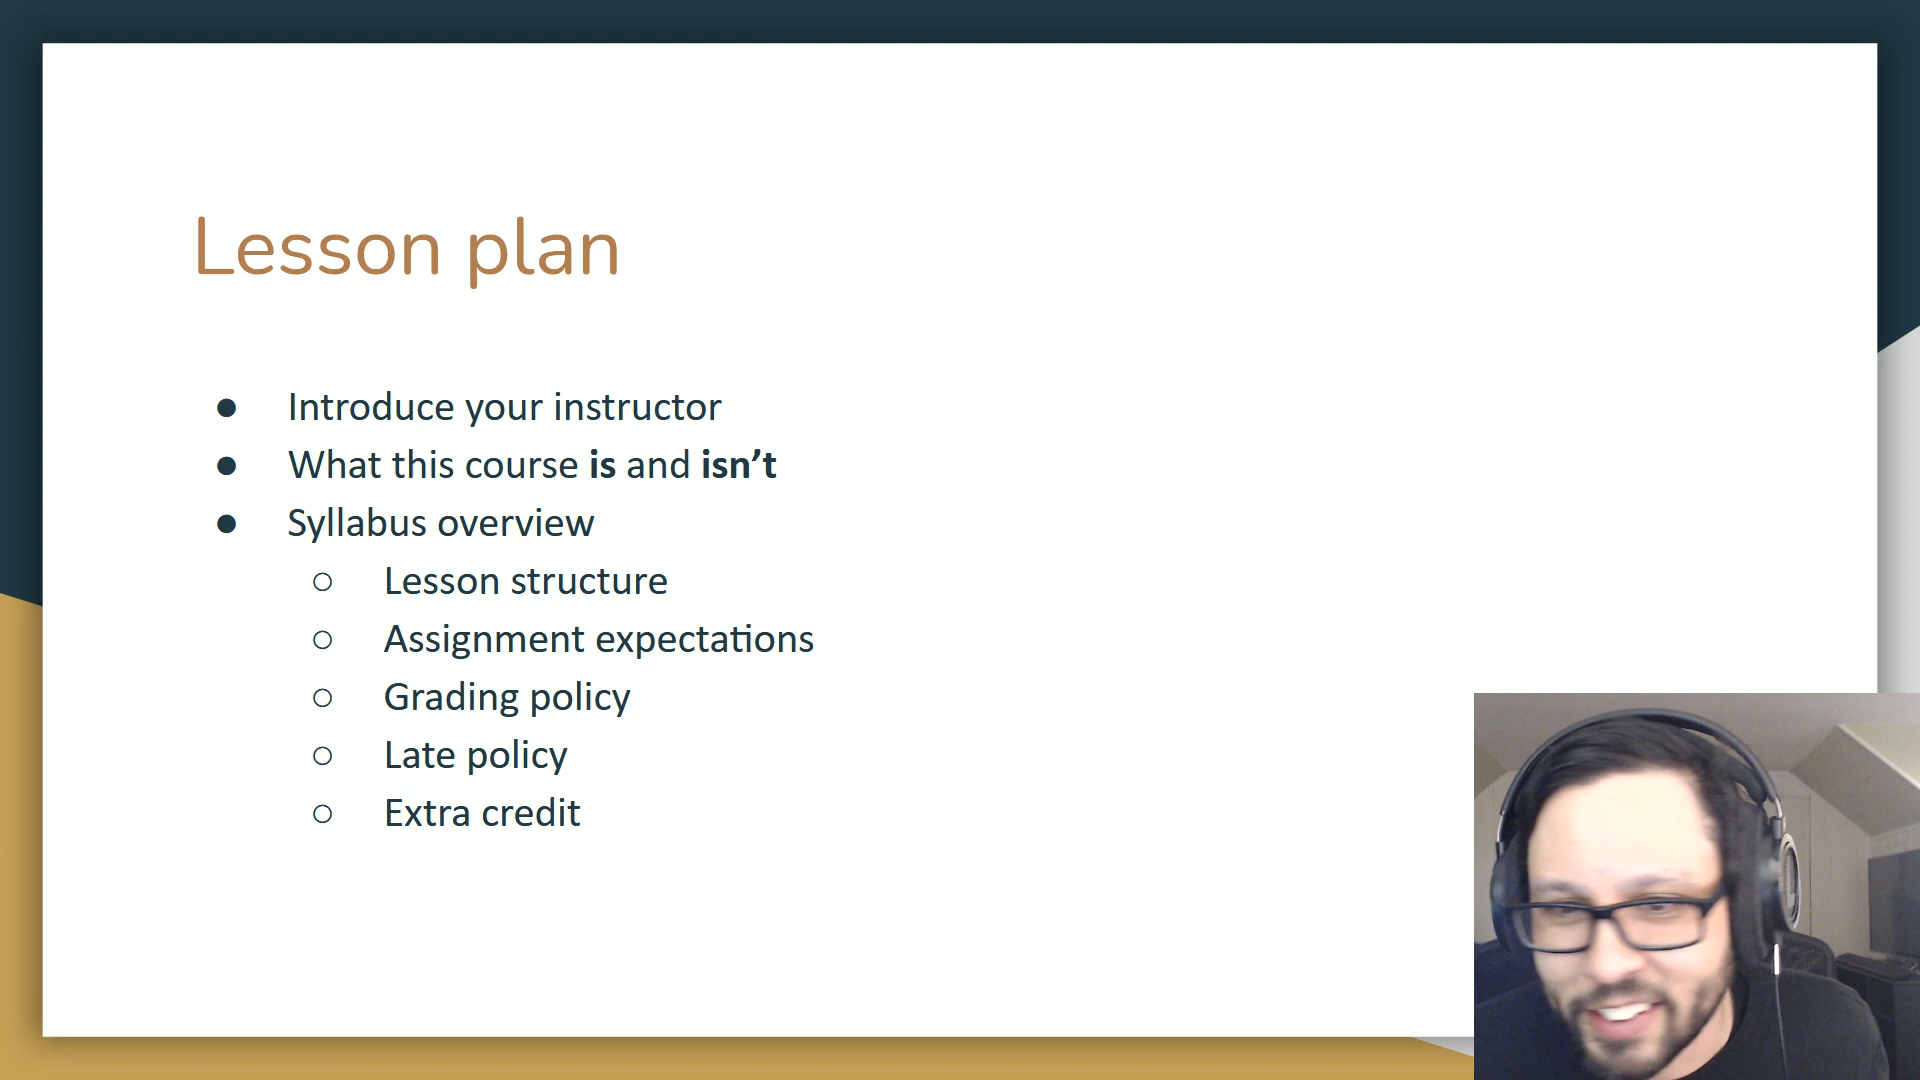 Lesson plan
● Introduce your instructor
● What this course is and isn’t
● Syllabus overview
○ Lesson structure
○ Assignment expectations
○ Grading policy
○ Late policy
○ Extra credit